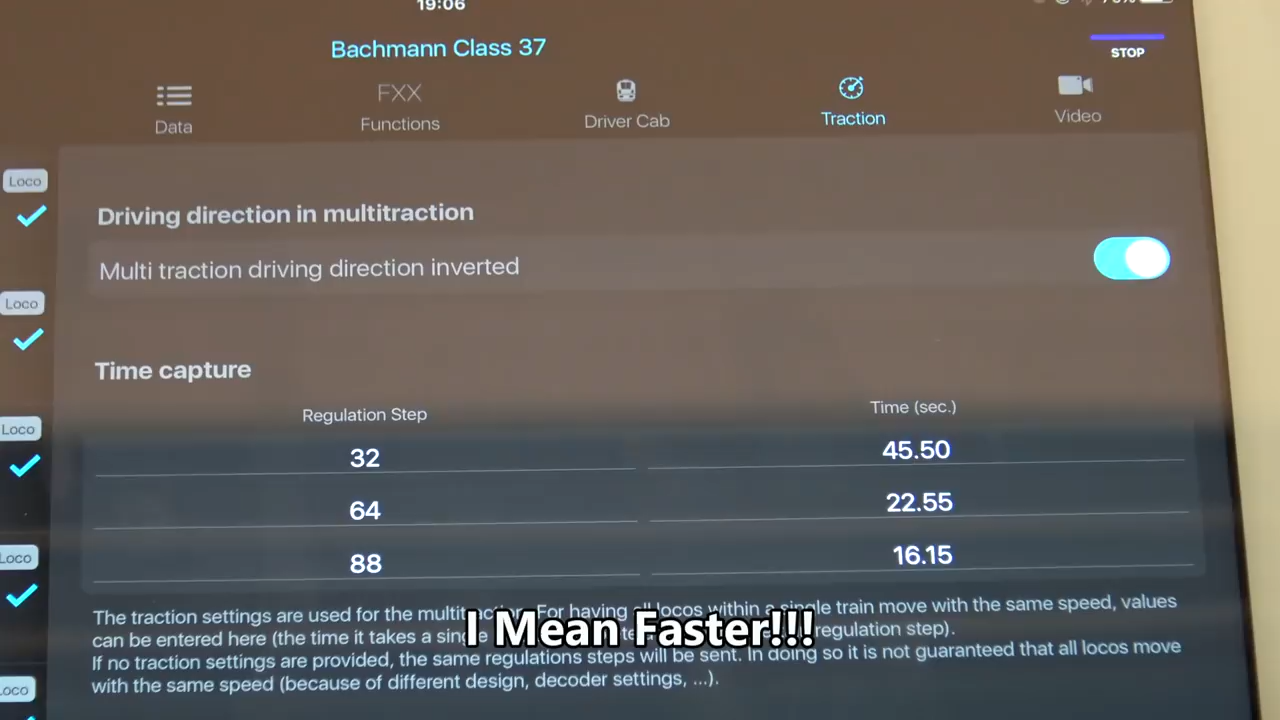 19:06
Bachmann Class 37
STOP
Data
FXX
Functions
Driver Cab
Traction
Video
Loco
Driving direction in multitraction
Multi traction driving direction inverted
Loco
Time capture
Regulation Step
Time (sec.)
Loco
32
45.50
64
22.55
Loco
88
16.15
The traction settings are used for the For having locos within a single train move with the same speed, values
can be entered here (the time it takes a regulation step).
I Mean Faster!!!
If no traction settings are provided, the same regulations steps will be sent. In doing so it is not guaranteed that all locos move
with the same speed (because of different design, decoder settings, ...).